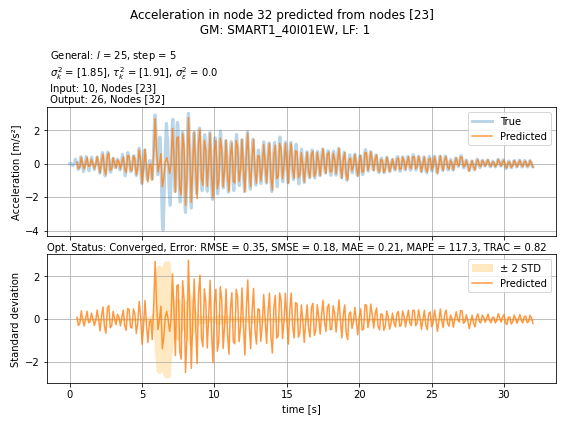 Acceleration in node 32 predicted from nodes [23]
GM: SMART1_40I01EW, LF: 1
General: l = 25, step = 5
σ²ₖ = [1.85], τ²ₖ = [1.91], σ²_ε = 0.0
Input: 10, Nodes [23]
Output: 26, Nodes [32]
Acceleration [m/s²]
2
0
−2
−4
True
Predicted
Opt. Status: Converged, Error: RMSE = 0.35, SMSE = 0.18, MAE = 0.21, MAPE = 117.3, TRAC = 0.82
Standard deviation
2
0
−2
± 2 STD
Predicted
0 5 10 15 20 25 30
time [s]